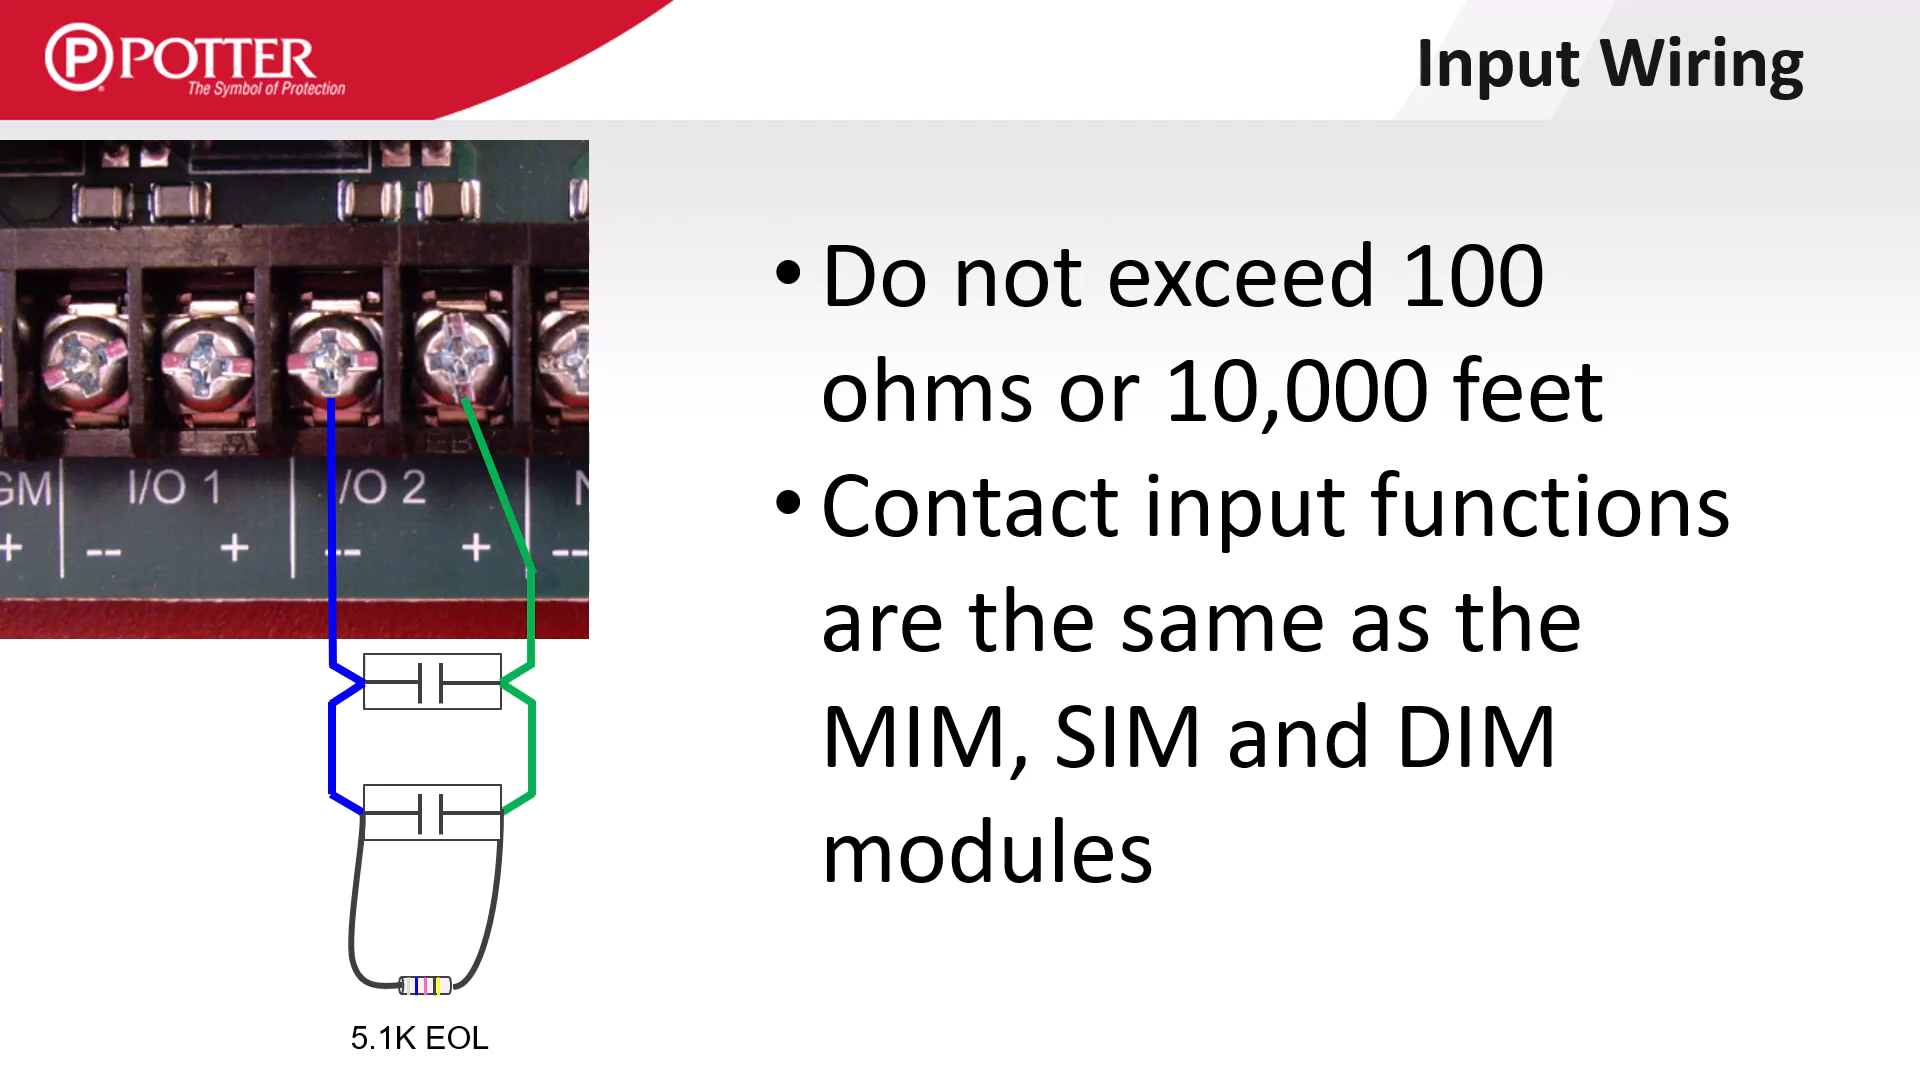 POTTER
The Symbol of Protection
Input Wiring
I/O 1
/O 2
+ -- + -- + --
• Do not exceed 100
ohms or 10,000 feet
• Contact input functions
are the same as the
MIM, SIM and DIM
modules
5.1K EOL